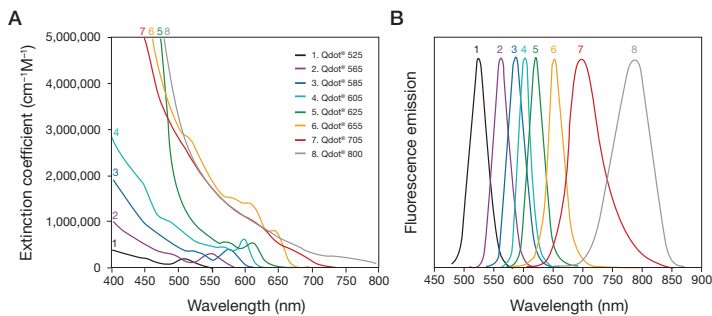 A
Extinction coefficient (cm⁻¹M⁻¹)
5,000,000
4,000,000
3,000,000
2,000,000
1,000,000
0
7 6 5 8
4
3
2
1
1. Qdot® 525
2. Qdot® 565
3. Qdot® 585
4. Qdot® 605
5. Qdot® 625
6. Qdot® 655
7. Qdot® 705
8. Qdot® 800
400 450 500 550 600 650 700 750 800
Wavelength (nm)
B
Fluorescence emission
1 2 3 4 5 6 7 8
450 500 550 600 650 700 750 800 850 900
Wavelength (nm)